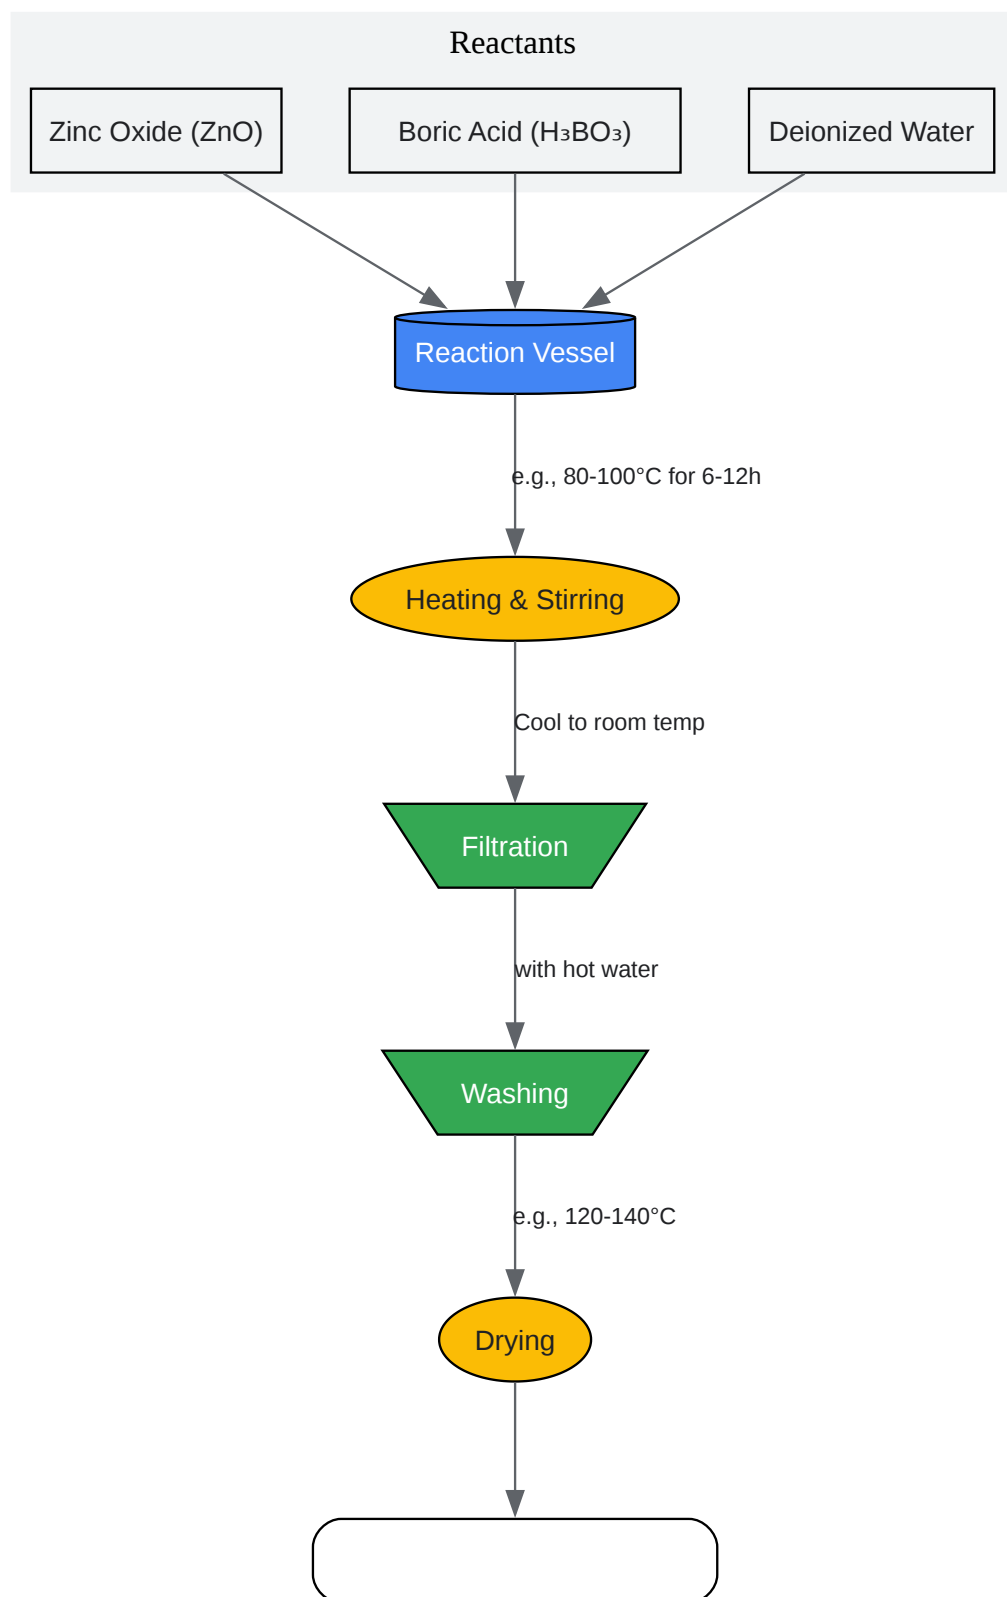 Reactants
Zinc Oxide (ZnO)
Boric Acid (H₃BO₃)
Deionized Water
Reaction Vessel
e.g., 80-100°C for 6-12h
Heating & Stirring
Cool to room temp
Filtration
with hot water
Washing
e.g., 120-140°C
Drying